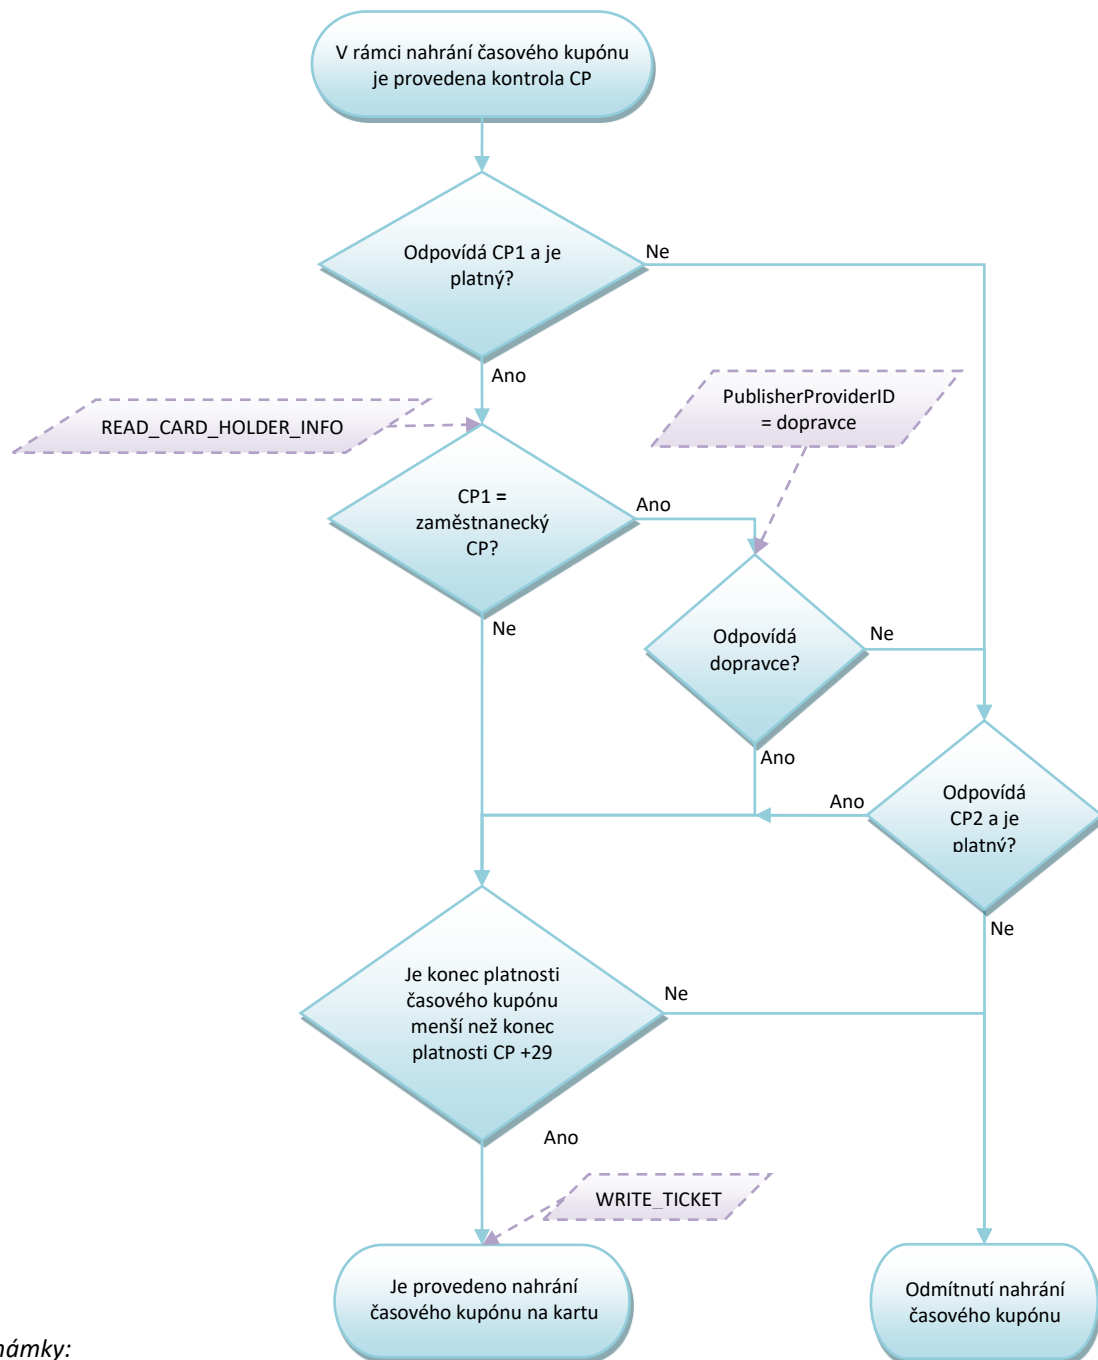 V rámci nahrání časového kupónu
je provedena kontrola CP
Odpovídá CP1 a je
platný?
Ne
Ano
READ_CARD_HOLDER_INFO
PublisherProviderID
= dopravce
CP1 =
zaměstnanecký
CP?
Ano
Ne
Odpovídá
dopravce?
Ne
Ano
Odpovídá
CP2 a je
platný?
Ano
Ne
Je konec platnosti
časového kupónu
menší než konec
platnosti CP +29
Ne
Ano
WRITE_TICKET
Je provedeno nahrání
časového kupónu na kartu
Odmítnutí nahrání
časového kupónu
námky: